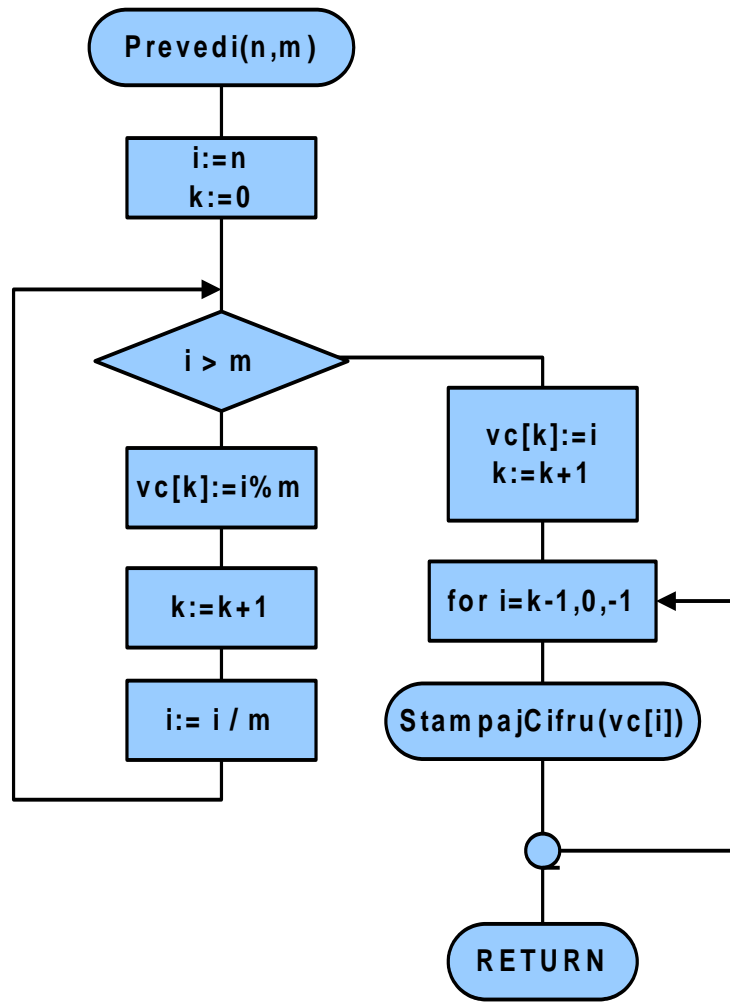 Prevedi(n,m)
i:=n
k:=0
i > m
vc[k]:=i%m
k:=k+1
i:= i / m
vc[k]:=i
k:=k+1
for i=k-1,0,-1
StampajCifru(vc[i])
RETURN